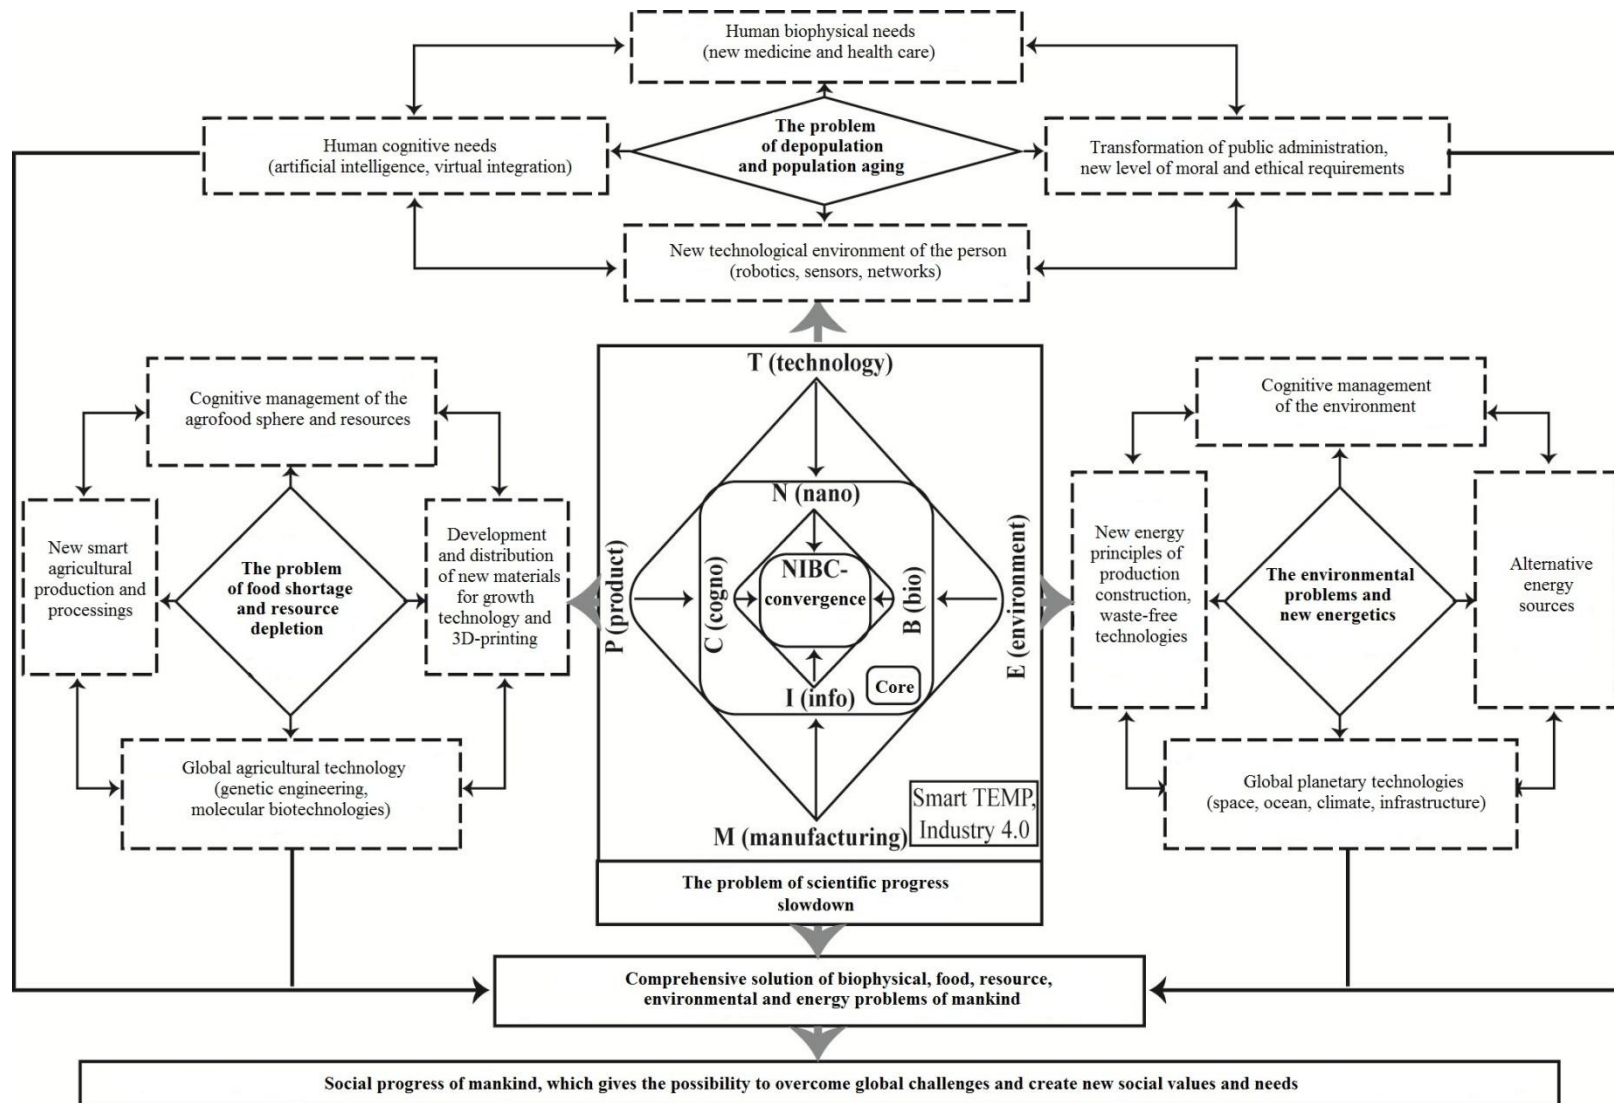 Human biophysical needs
(new medicine and health care)
Human cognitive needs
(artificial intelligence, virtual integration)
The problem
of depopulation
and population aging
Transformation of public administration,
new level of moral and ethical requirements
New technological environment of the person
(robotics, sensors, networks)
Cognitive management of the
agrofood sphere and resources
New smart
agricultural
production and
processings
The problem
of food shortage
and resource
depletion
Development
and distribution
of new materials
for growth
technology and
3D-printing
Global agricultural technology
(genetic engineering,
molecular biotechnologies)
T (technology)
P (product)
N (nano)
C (cogno)
NIBC-
convergence
B (bio)
E (environment)
I (info)
Core
M (manufacturing)
Smart TEMP,
Industry 4.0
The problem of scientific progress
slowdown
Cognitive management
of the environment
New energy
principles of
production
construction,
waste-free
technologies
The environmental
problems and
new energetics
Alternative
energy
sources
Global planetary technologies
(space, ocean, climate, infrastructure)
Comprehensive solution of biophysical, food, resource,
environmental and energy problems of mankind
Social progress of mankind, which gives the possibility to overcome global challenges and create new social values and needs